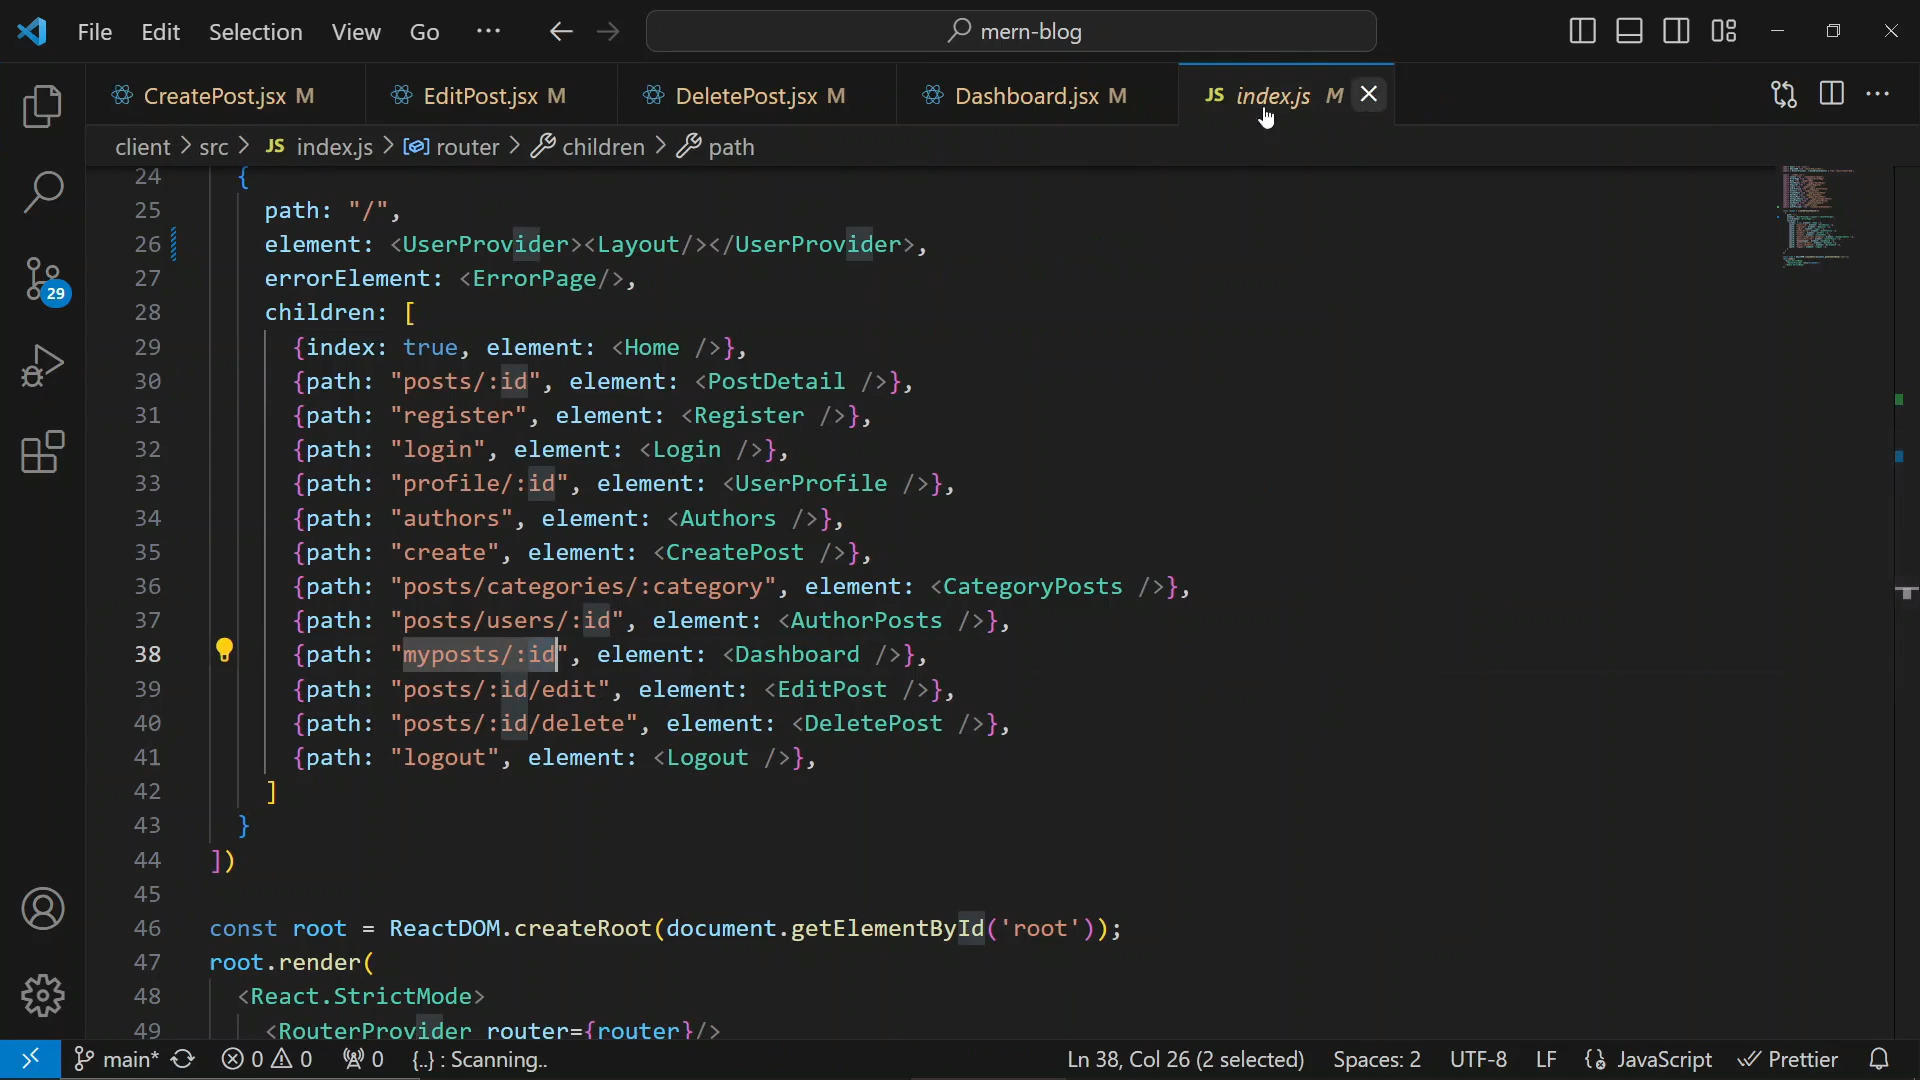 File Edit Selection View Go ··· mern-blog
CreatePost.jsx M EditPost.jsx M DeletePost.jsx M Dashboard.jsx M JS index.js M
client > src > JS index.js > router > children > path
24 {
25 path: "/",
26 element: <UserProvider><Layout/></UserProvider>,
27 errorElement: <ErrorPage/>,
28 children: [
29 {index: true, element: <Home />},
30 {path: "posts/:id", element: <PostDetail />},
31 {path: "register", element: <Register />},
32 {path: "login", element: <Login />},
33 {path: "profile/:id", element: <UserProfile />},
34 {path: "authors", element: <Authors />},
35 {path: "create", element: <CreatePost />},
36 {path: "posts/categories/:category", element: <CategoryPosts />},
37 {path: "posts/users/:id", element: <AuthorPosts />},
38 {path: "myposts/:id", element: <Dashboard />},
39 {path: "posts/:id/edit", element: <EditPost />},
40 {path: "posts/:id/delete", element: <DeletePost />},
41 {path: "logout", element: <Logout />},
42 ]
43 }
44 ])
45
46 const root = ReactDOM.createRoot(document.getElementById('root'));
47 root.render(
48 <React.StrictMode>
49 <RouterProvider router={router}/>
29
main* 0 0 0 {..} : Scanning.. Ln 38, Col 26 (2 selected) Spaces: 2 UTF-8 LF JavaScript Prettier